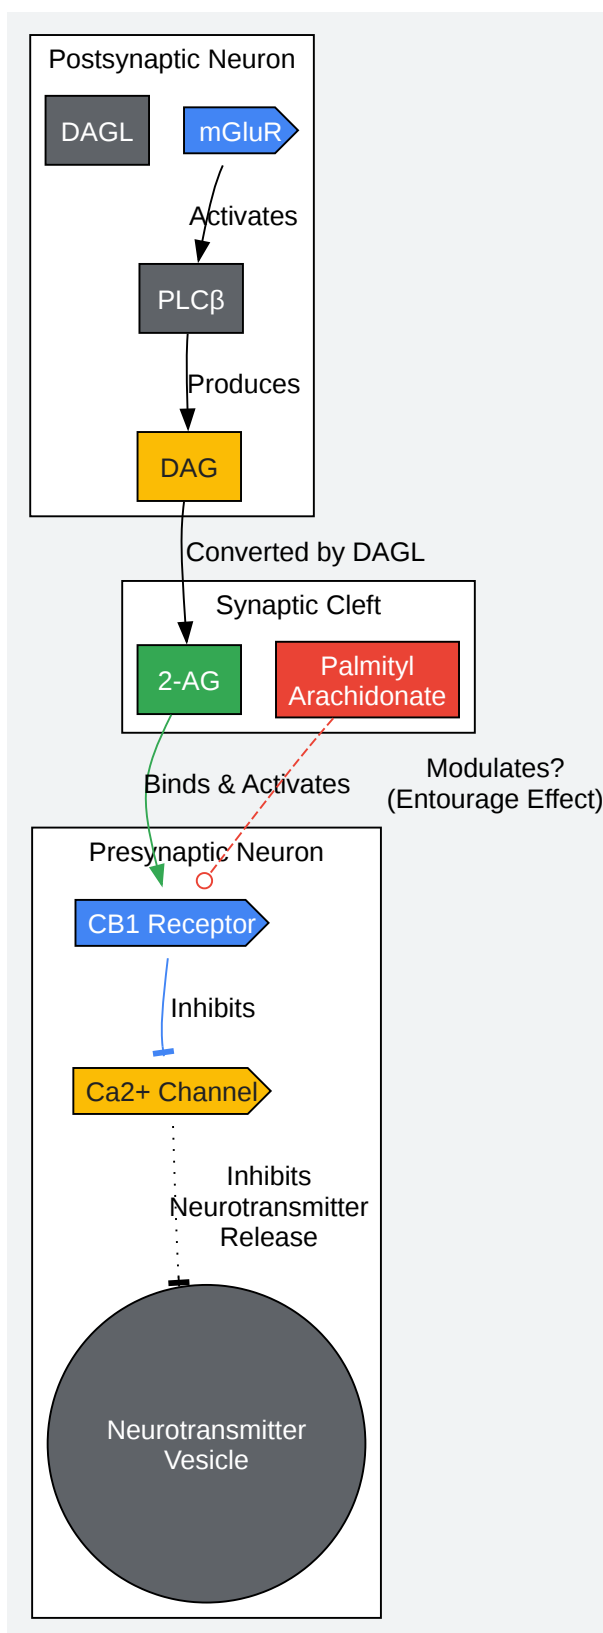 Postsynaptic Neuron
DAGL
mGluR
Activates
PLCβ
Produces
DAG
Converted by DAGL
Synaptic Cleft
2-AG
Palmityl
Arachidonate
Binds & Activates
Modulates?
(Entourage Effect)
Presynaptic Neuron
CB1 Receptor
Inhibits
Ca2+ Channel
Inhibits
Neurotransmitter
Release
Neurotransmitter
Vesicle